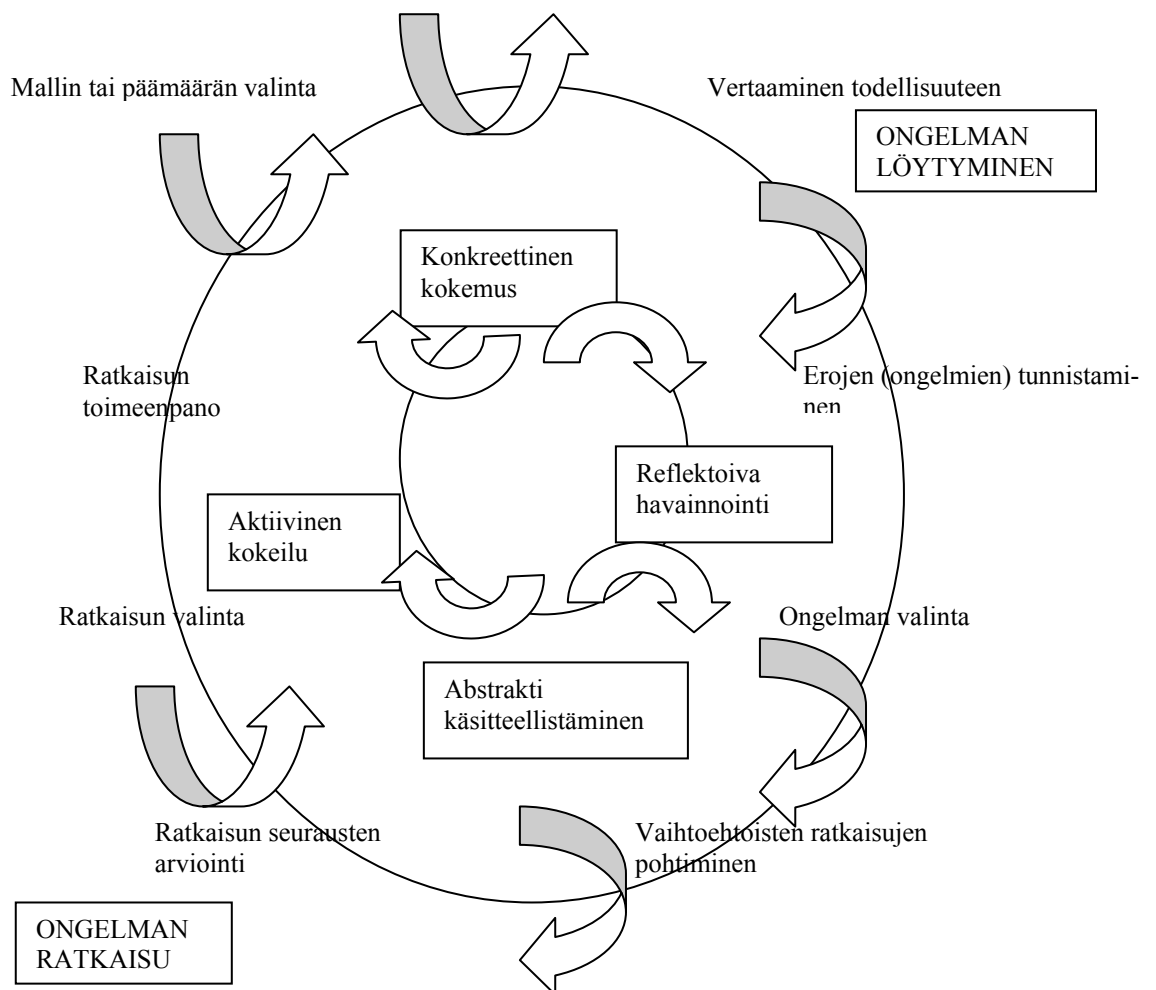 Mallin tai päämäärän valinta
Vertaaminen todellisuuteen
ONGELMAN
LÖYTYMINEN
Konkreettinen
kokemus
Ratkaisun
toimeenpano
Erojen (ongelmien) tunnistami-
nen
Reflektoiva
havainnointi
Aktiivinen
kokeilu
Ratkaisun valinta
Ongelman valinta
Abstrakti
käsitteellistäminen
Ratkaisun seurausten
arviointi
Vaihtoehtoisten ratkaisujen
pohtiminen
ONGELMAN
RATKAISU